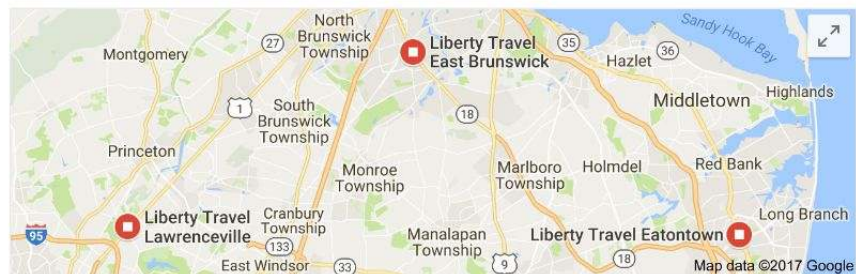 North
Brunswick
Township
27
Montgomery
Liberty Travel
East Brunswick
35
Hazlet
36
Sandy Hook Bay
Highlands
Middletown
1
South
Brunswick
Township
18
Princeton
Monroe
Township
Marlboro
Township
Holmdel
Red Bank
Liberty Travel
Lawrenceville
95
Cranbury
Township
133
East Windsor
33
Manalapan
Township
9
Liberty Travel Eatontown
18
Long Branch
Map data ©2017 Google